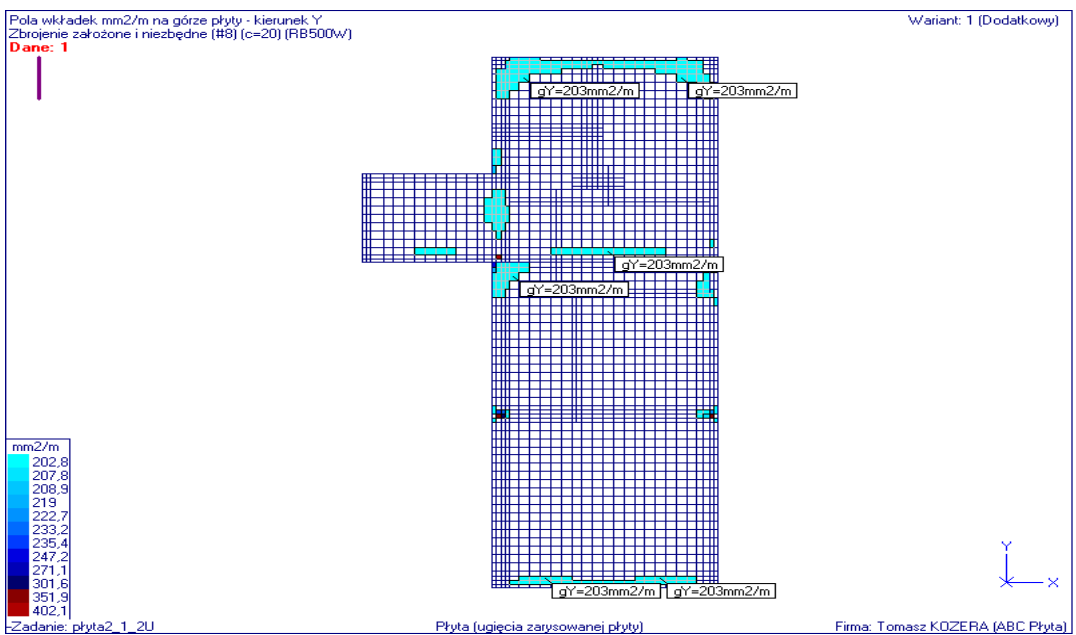 Pola wkładek mm2/m na górze płyty - kierunek Y
Wariant: 1 (Dodatkowy)
Zbrojenie założone i niezbędne (#8) (c=20) (RB500W)
Dane: 1
gY=203mm2/m
gY=203mm2/m
gY=203mm2/m
gY=203mm2/m
mm2/m
202,8
207,8
208,9
219
222,7
233,2
235,4
247,2
271,1
301,6
351,9
402,1
Y
X
gY=203mm2/m
gY=203mm2/m
-Zadanie: płyta2_1_2U
Płyta (ugięcia zarysowanej płyty)
Firma: Tomasz KOZERA (ABC Płyta)